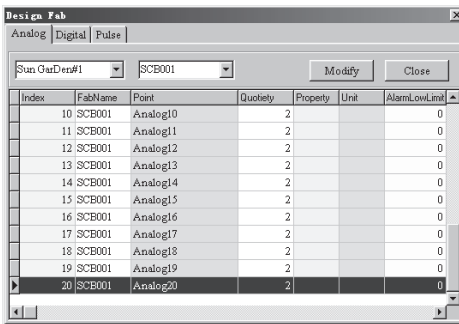 Design Fab
Analog Digital Pulse
Sun GarDen#1 SCB001 Modify Close
Index FabName Point Quotiety Property Unit AlarmLowLimit
10 SCB001 Analog10 2 0
11 SCB001 Analog11 2 0
12 SCB001 Analog12 2 0
13 SCB001 Analog13 2 0
14 SCB001 Analog14 2 0
15 SCB001 Analog15 2 0
16 SCB001 Analog16 2 0
17 SCB001 Analog17 2 0
18 SCB001 Analog18 2 0
19 SCB001 Analog19 2 0
20 SCB001 Analog20 2 0